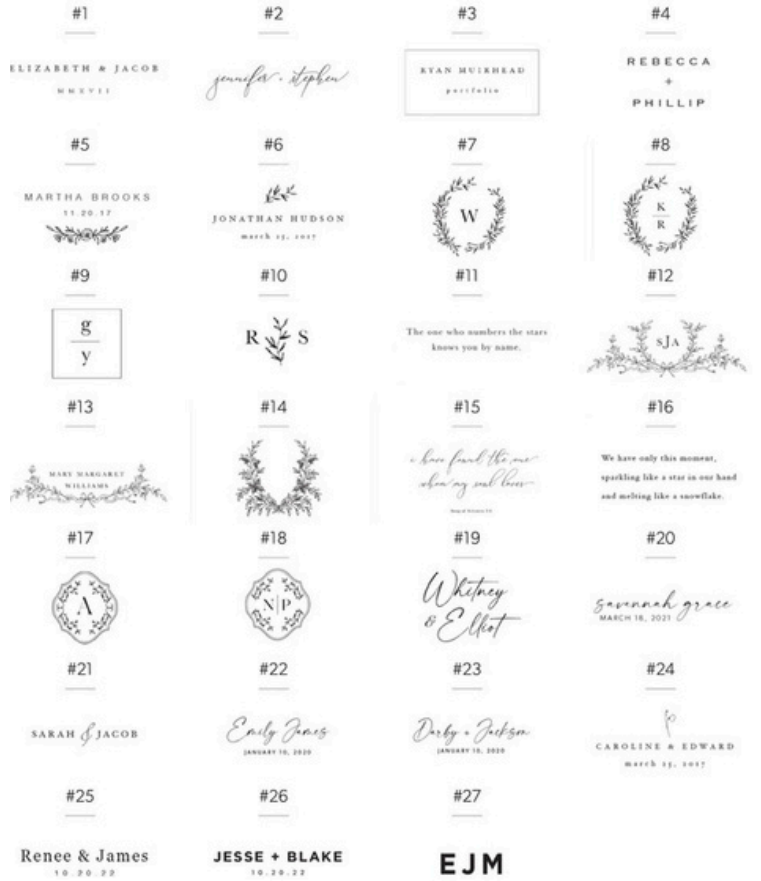 #1
#2
#3
#4
ELIZABETH & JACOB
MMXVII
jennifer + stephen
RYAN MUIRHEAD
portfolio
REBECCA
+
PHILLIP
#5
#6
#7
#8
MARTHA BROOKS
11.20.17
JONATHAN HUDSON
march 25, 2017
W
K
R
#9
#10
#11
#12
g
y
R S
The one who numbers the stars
knows you by name.
sJA
#13
#14
#15
#16
MARY MARGARET
WILLIAMS
i have found the one
whom my soul loves
We have only this moment,
sparkling like a star in our hand
and melting like a snowflake.
#17
#18
#19
#20
A
N|P
Whitney
& Elliot
savannah grace
MARCH 18, 2021
#21
#22
#23
#24
SARAH & JACOB
Emily James
JANUARY 10, 2020
Darby + Jackson
JANUARY 10, 2020
CAROLINE & EDWARD
march 25, 2017
#25
#26
#27
Renee & James
10.20.22
JESSE + BLAKE
10.20.22
EJM